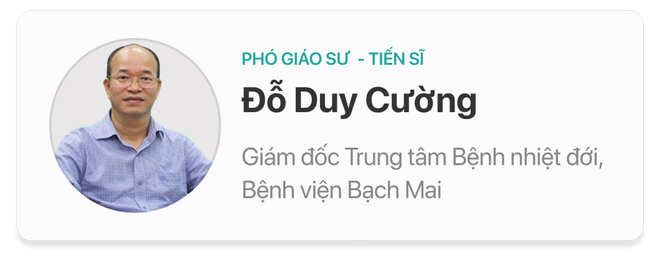 PHÓ GIÁO SƯ - TIẾN SĨ
Đỗ Duy Cường
Giám đốc Trung tâm Bệnh nhiệt đới,
Bệnh viện Bạch Mai